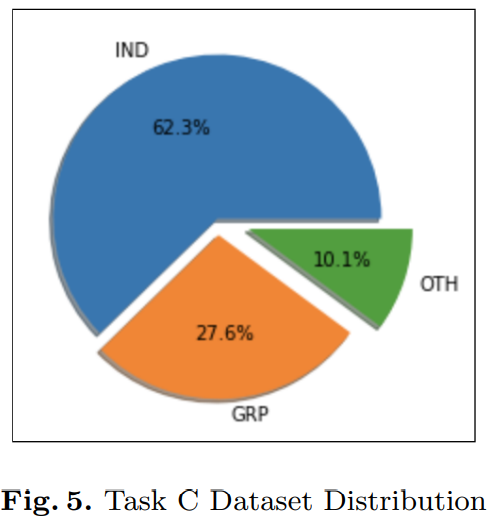 IND
62.3%
10.1%
OTH
27.6%
GRP
Fig. 5. Task C Dataset Distribution